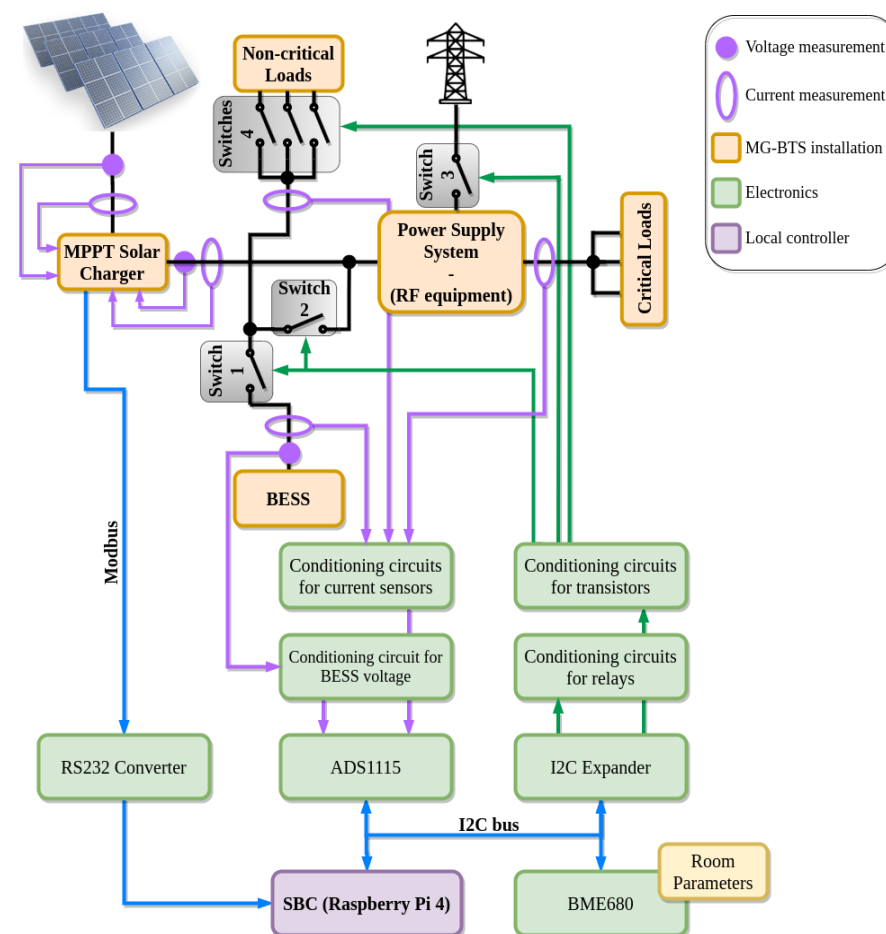 Non-critical
Loads
Switches
4
Switch
3
Voltage measurement
Current measurement
MG-BTS installation
Electronics
Local controller
MPPT Solar
Charger
Power Supply
System
-
(RF equipment)
Critical Loads
Switch
2
Switch
1
BESS
Modbus
Conditioning circuits
for current sensors
Conditioning circuits
for transistors
Conditioning circuit for
BESS voltage
Conditioning circuits
for relays
RS232 Converter
ADS1115
I2C Expander
I2C bus
SBC (Raspberry Pi 4)
BME680
Room
Parameters